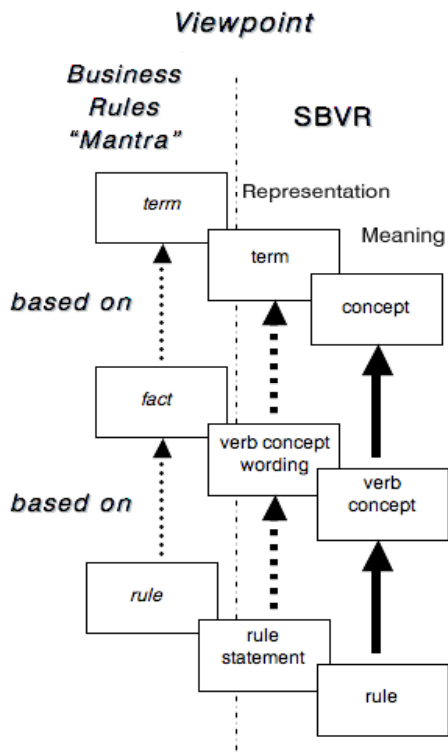 Viewpoint
Business
Rules
“Mantra”
SBVR
Representation
term
Meaning
term
concept
based on
fact
verb concept
wording
verb
concept
based on
rule
rule
statement
rule